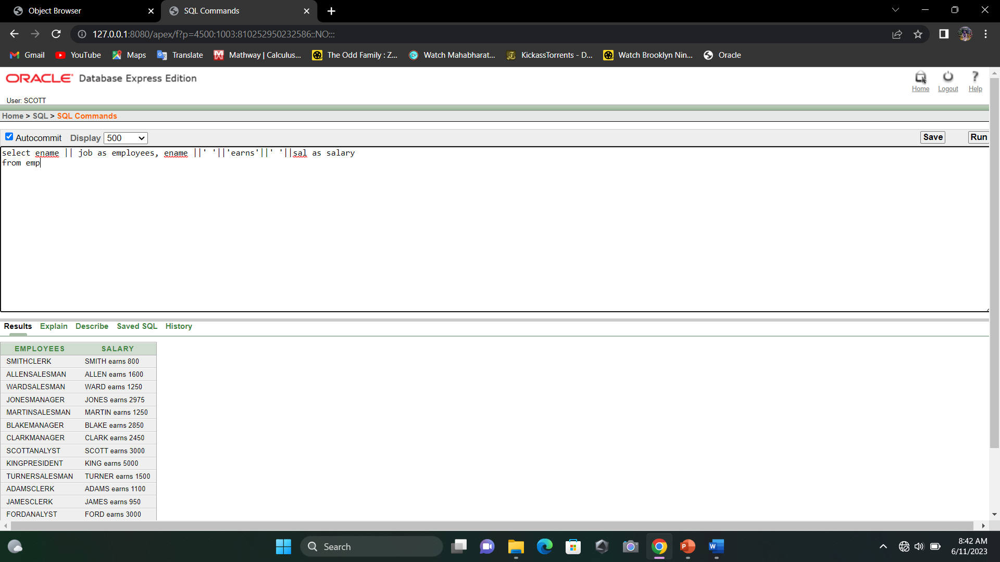 Object Browser
SQL Commands
127.0.0.1:8080/apex/f?p=4500:1003:810252950232586::NO:::
Gmail YouTube Maps Translate Mathway | Calculus... The Odd Family : Z... Watch Mahabharat... KickassTorrents - D... Watch Brooklyn Nin... Oracle
ORACLE Database Express Edition
Home Logout Help
User: SCOTT
Home > SQL > SQL Commands
Autocommit Display 500 Save Run
select ename || job as employees, ename ||' '||'earns'||' '||sal as salary
from emp
Results Explain Describe Saved SQL History
EMPLOYEES SALARY
SMITHCLERK SMITH earns 800
ALLENSALESMAN ALLEN earns 1600
WARDSALESMAN WARD earns 1250
JONESMANAGER JONES earns 2975
MARTINSALESMAN MARTIN earns 1250
BLAKEMANAGER BLAKE earns 2850
CLARKMANAGER CLARK earns 2450
SCOTTANALYST SCOTT earns 3000
KINGPRESIDENT KING earns 5000
TURNERSALESMAN TURNER earns 1500
ADAMSCLERK ADAMS earns 1100
JAMESCLERK JAMES earns 950
FORDANALYST FORD earns 3000
Search
8:42 AM
6/11/2023